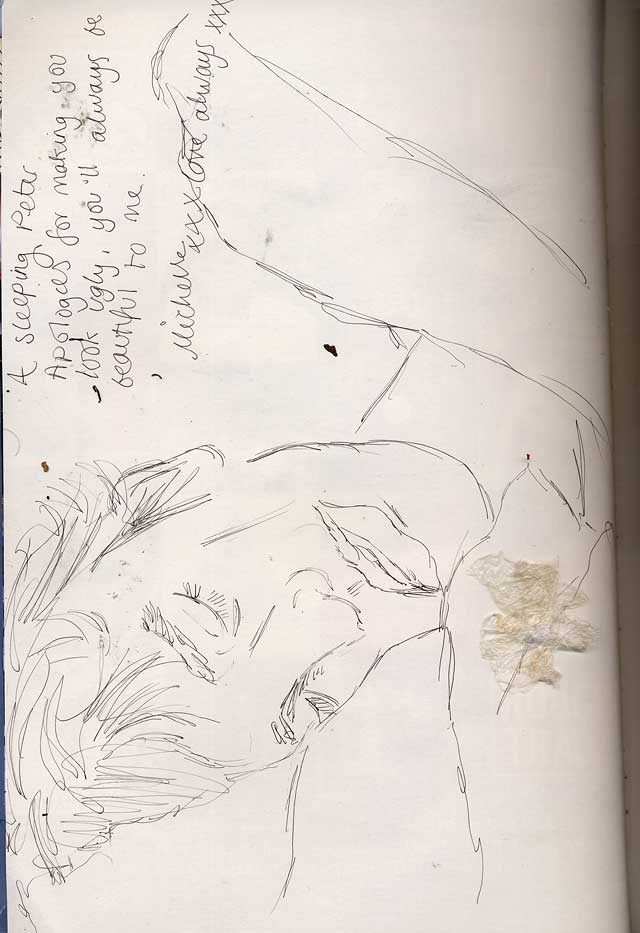 A sleeping Peter
Apologies for making you
look ugly, you'll always be
beautiful to me.
Michelle
xxx love always xxx